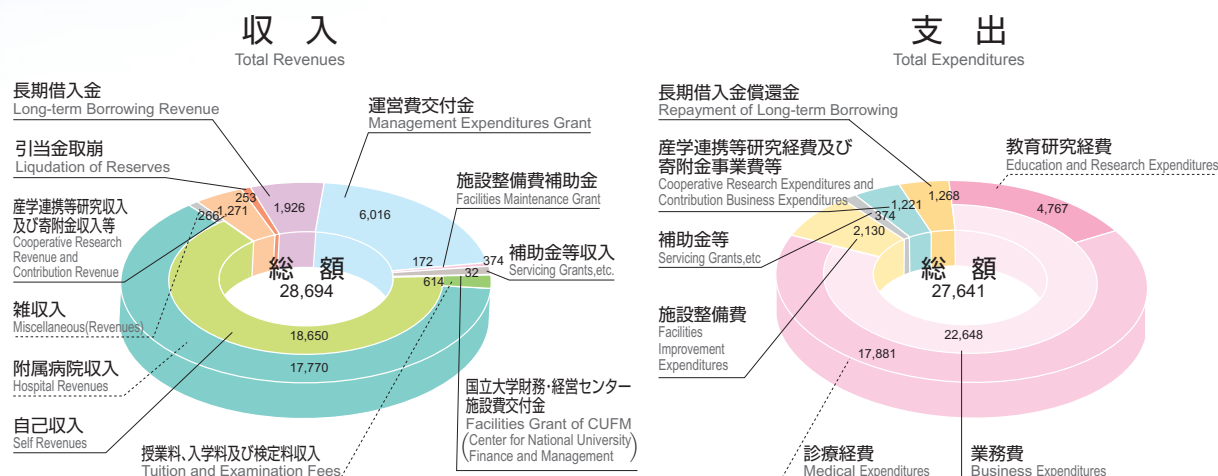 収 入
Total Revenues
長期借入金
Long-term Borrowing Revenue
運営費交付金
Management Expenditures Grant
引当金取崩
Liqudation of Reserves
施設整備費補助金
Facilities Maintenance Grant
産学連携等研究収入
及び寄附金収入等
Cooperative Research
Revenue and
Contribution Revenue
補助金等収入
Servicing Grants,etc.
雑収入
Miscellaneous(Revenues)
附属病院収入
Hospital Revenues
自己収入
Self Revenues
授業料、入学料及び検定料収入
Tuition and Examination Fees
国立大学財務・経営センター
施設費交付金
Facilities Grant of CUFM
(Center for National University
Finance and Management)
253
266
1,271
1,926
6,016
172
374
614
32
総 額
28,694
18,650
17,770
支 出
Total Expenditures
長期借入金償還金
Repayment of Long-term Borrowing
産学連携等研究経費及び
寄附金事業費等
Cooperative Research Expenditures and
Contribution Business Expenditures
教育研究経費
Education and Research Expenditures
補助金等
Servicing Grants,etc
施設整備費
Facilities
Improvement
Expenditures
診療経費
Medical Expenditures
業務費
Business Expenditures
1,268
1,221
374
2,130
4,767
総 額
27,641
22,648
17,881